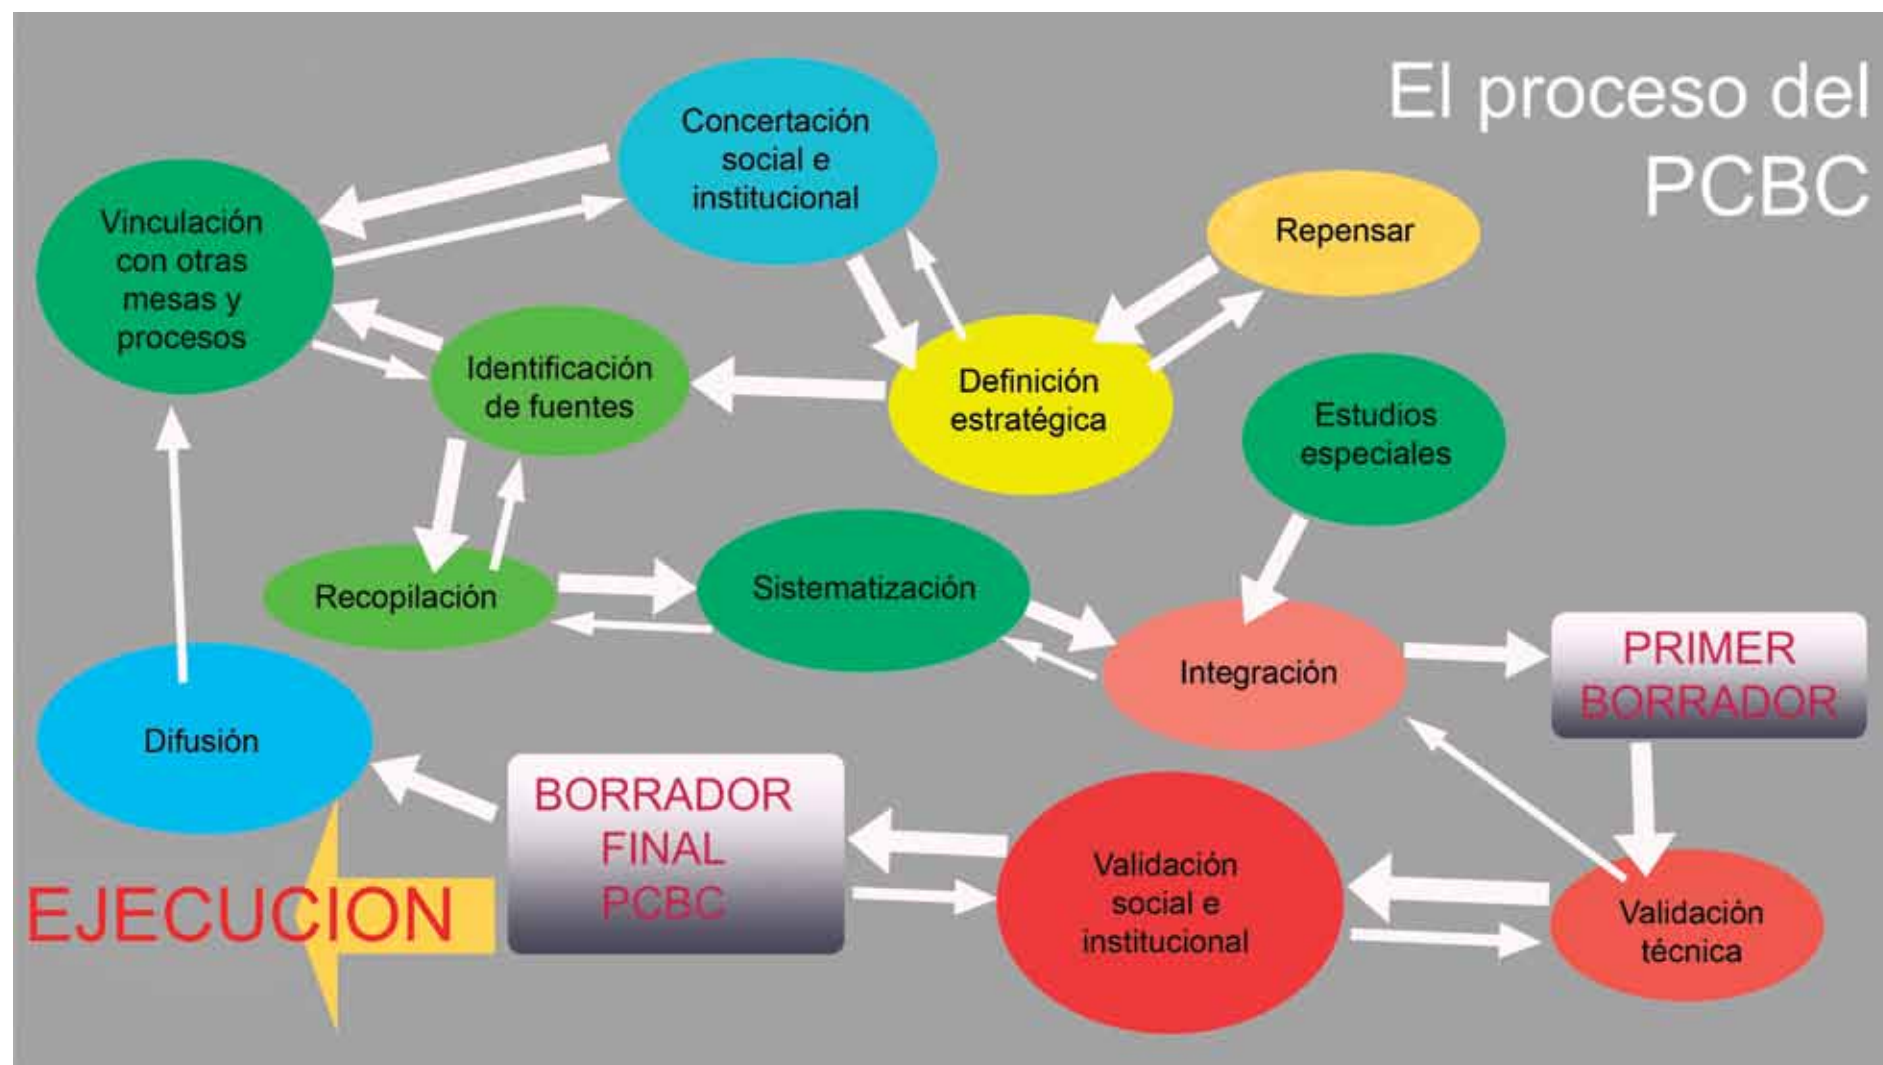 El proceso del
PCBC
Concertación
social e
institucional
Repensar
Vinculación
con otras
mesas y
procesos
Identificación
de fuentes
Definición
estratégica
Estudios
especiales
Recopilación
Sistematización
Integración
PRIMER
BORRADOR
Difusión
BORRADOR
FINAL
PCBC
EJECUCION
Validación
social e
institucional
Validación
técnica